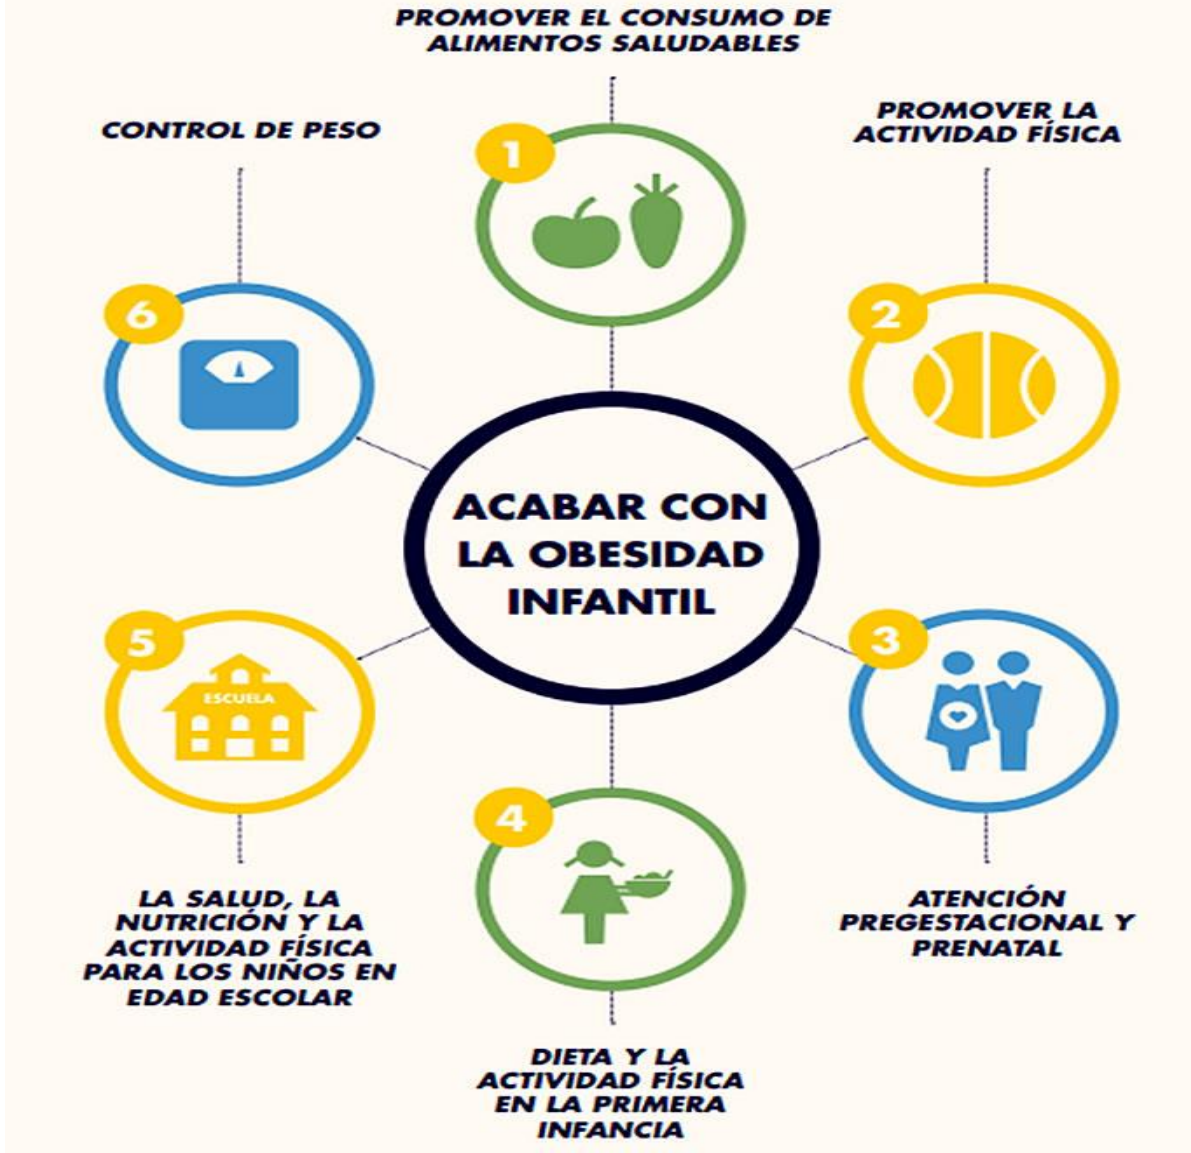 PROMOVER EL CONSUMO DE
ALIMENTOS SALUDABLES
1
PROMOVER LA
ACTIVIDAD FÍSICA
2
ATENCIÓN
PREGESTACIONAL Y
PRENATAL
3
DIETA Y LA
ACTIVIDAD FÍSICA
EN LA PRIMERA
INFANCIA
4
LA SALUD, LA
NUTRICIÓN Y LA
ACTIVIDAD FÍSICA
PARA LOS NIÑOS EN
EDAD ESCOLAR
5
ESCUELA
CONTROL DE PESO
6
ACABAR CON
LA OBESIDAD
INFANTIL